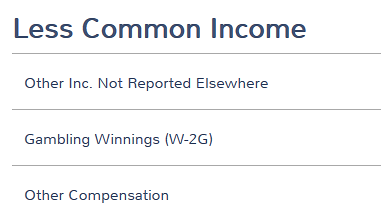 Less Common Income
Other Inc. Not Reported Elsewhere
Gambling Winnings (W-2G)
Other Compensation